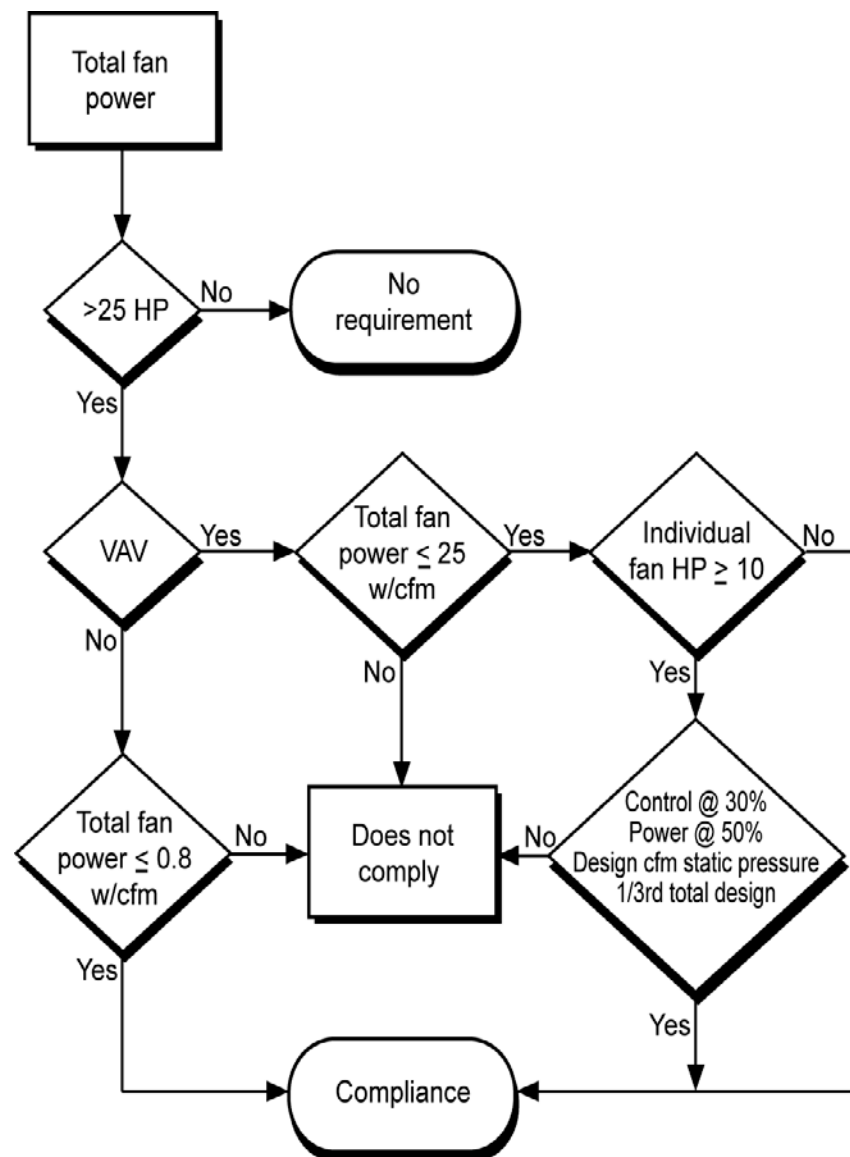 Total fan
power
>25 HP
No
No
requirement
Yes
VAV
Yes
Total fan
power ≤ 25
w/cfm
Yes
Individual
fan HP ≥ 10
No
No
No
Yes
Total fan
power ≤ 0.8
w/cfm
No
Does not
comply
No
Control @ 30%
Power @ 50%
Design cfm static pressure
1/3rd total design
Yes
Yes
Compliance